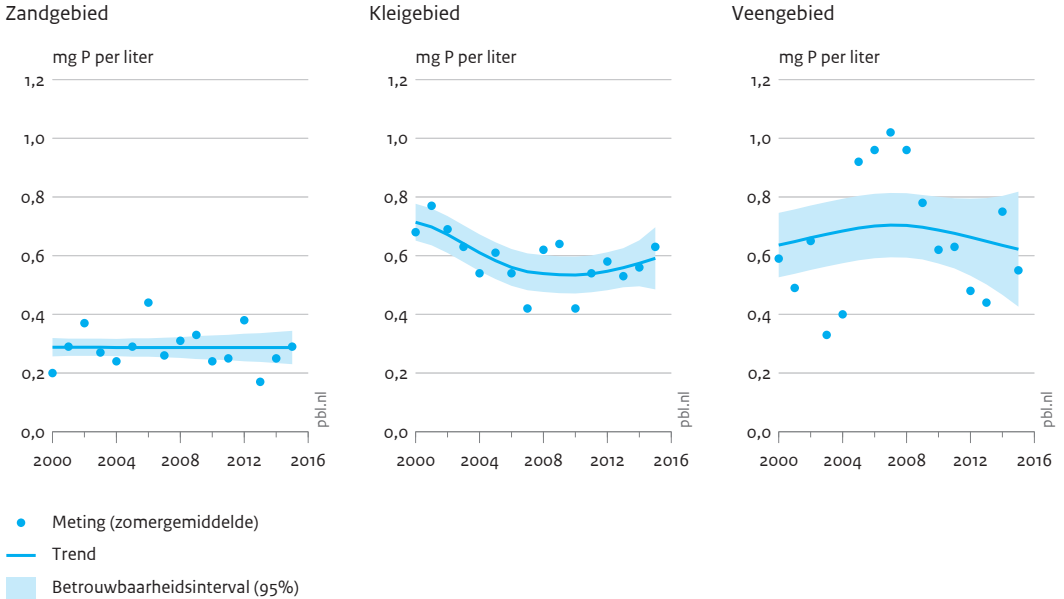 Zandgebied
mg P per liter
1,2
1,0
0,8
0,6
0,4
0,2
0,0
2000 2004 2008 2012 2016
pbl.nl
Kleigebied
mg P per liter
1,2
1,0
0,8
0,6
0,4
0,2
0,0
2000 2004 2008 2012 2016
pbl.nl
Veengebied
mg P per liter
1,2
1,0
0,8
0,6
0,4
0,2
0,0
2000 2004 2008 2012 2016
pbl.nl
Meting (zomergemiddelde)
Trend
Betrouwbaarheidsinterval (95%)